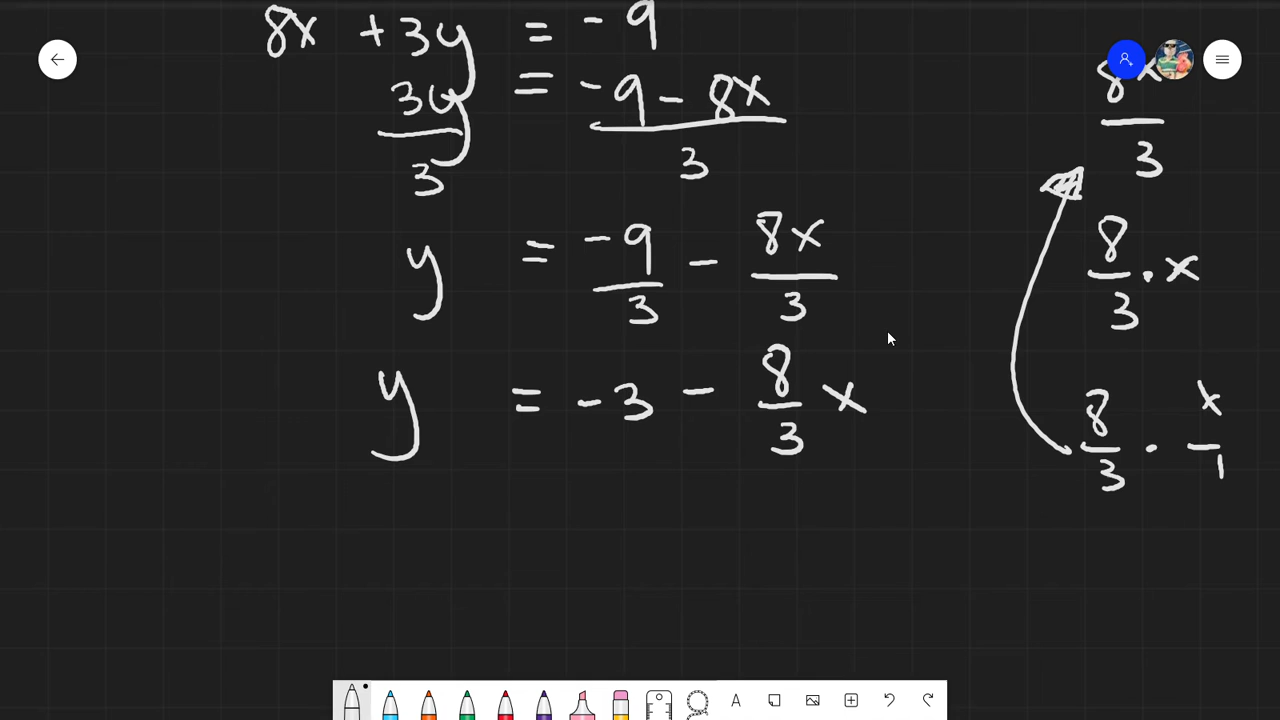 8x + 3y = -9
3y/3 = (-9 - 8x)/3
y = -9/3 - 8x/3
y = -3 - 8/3 x
8x/3
8/3 · x
8/3 · x/1
A